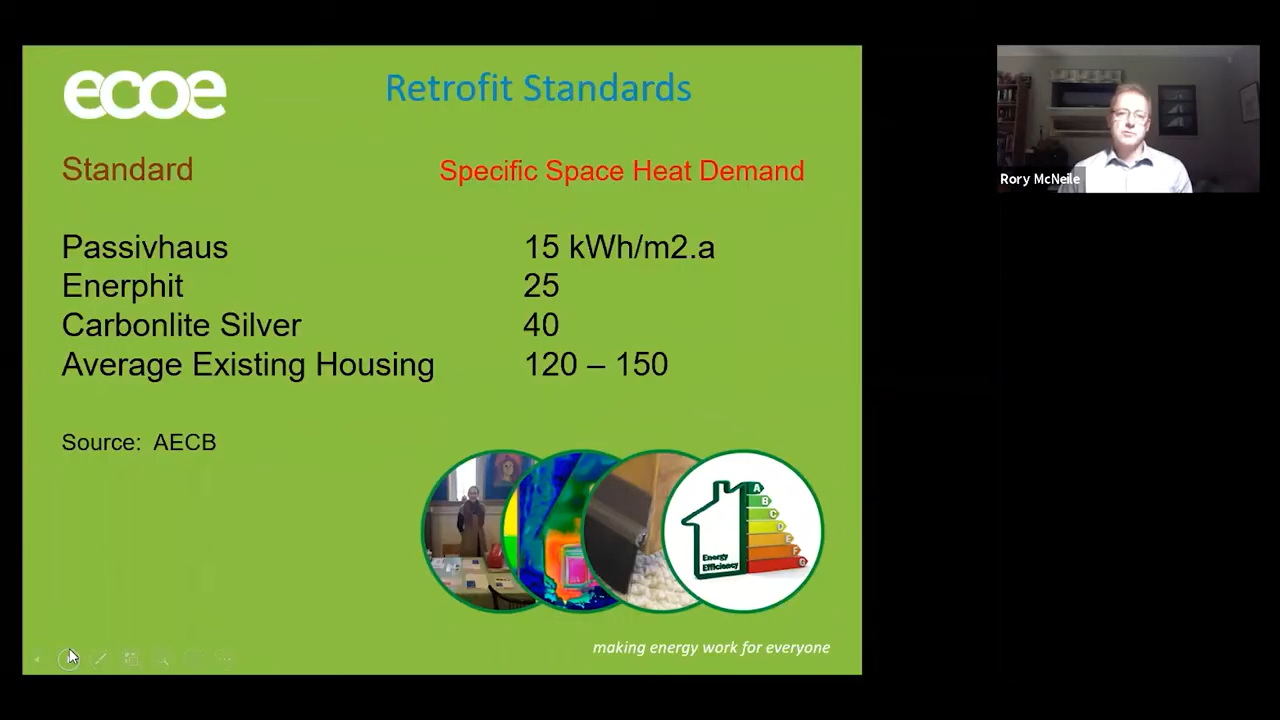 ecoe
Retrofit Standards
Standard Specific Space Heat Demand
Passivhaus 15 kWh/m2.a
Enerphit 25
Carbonlite Silver 40
Average Existing Housing 120 – 150
Source: AECB
A
B
C
D
E
F
G
Energy
Efficiency
making energy work for everyone
Rory McNeile